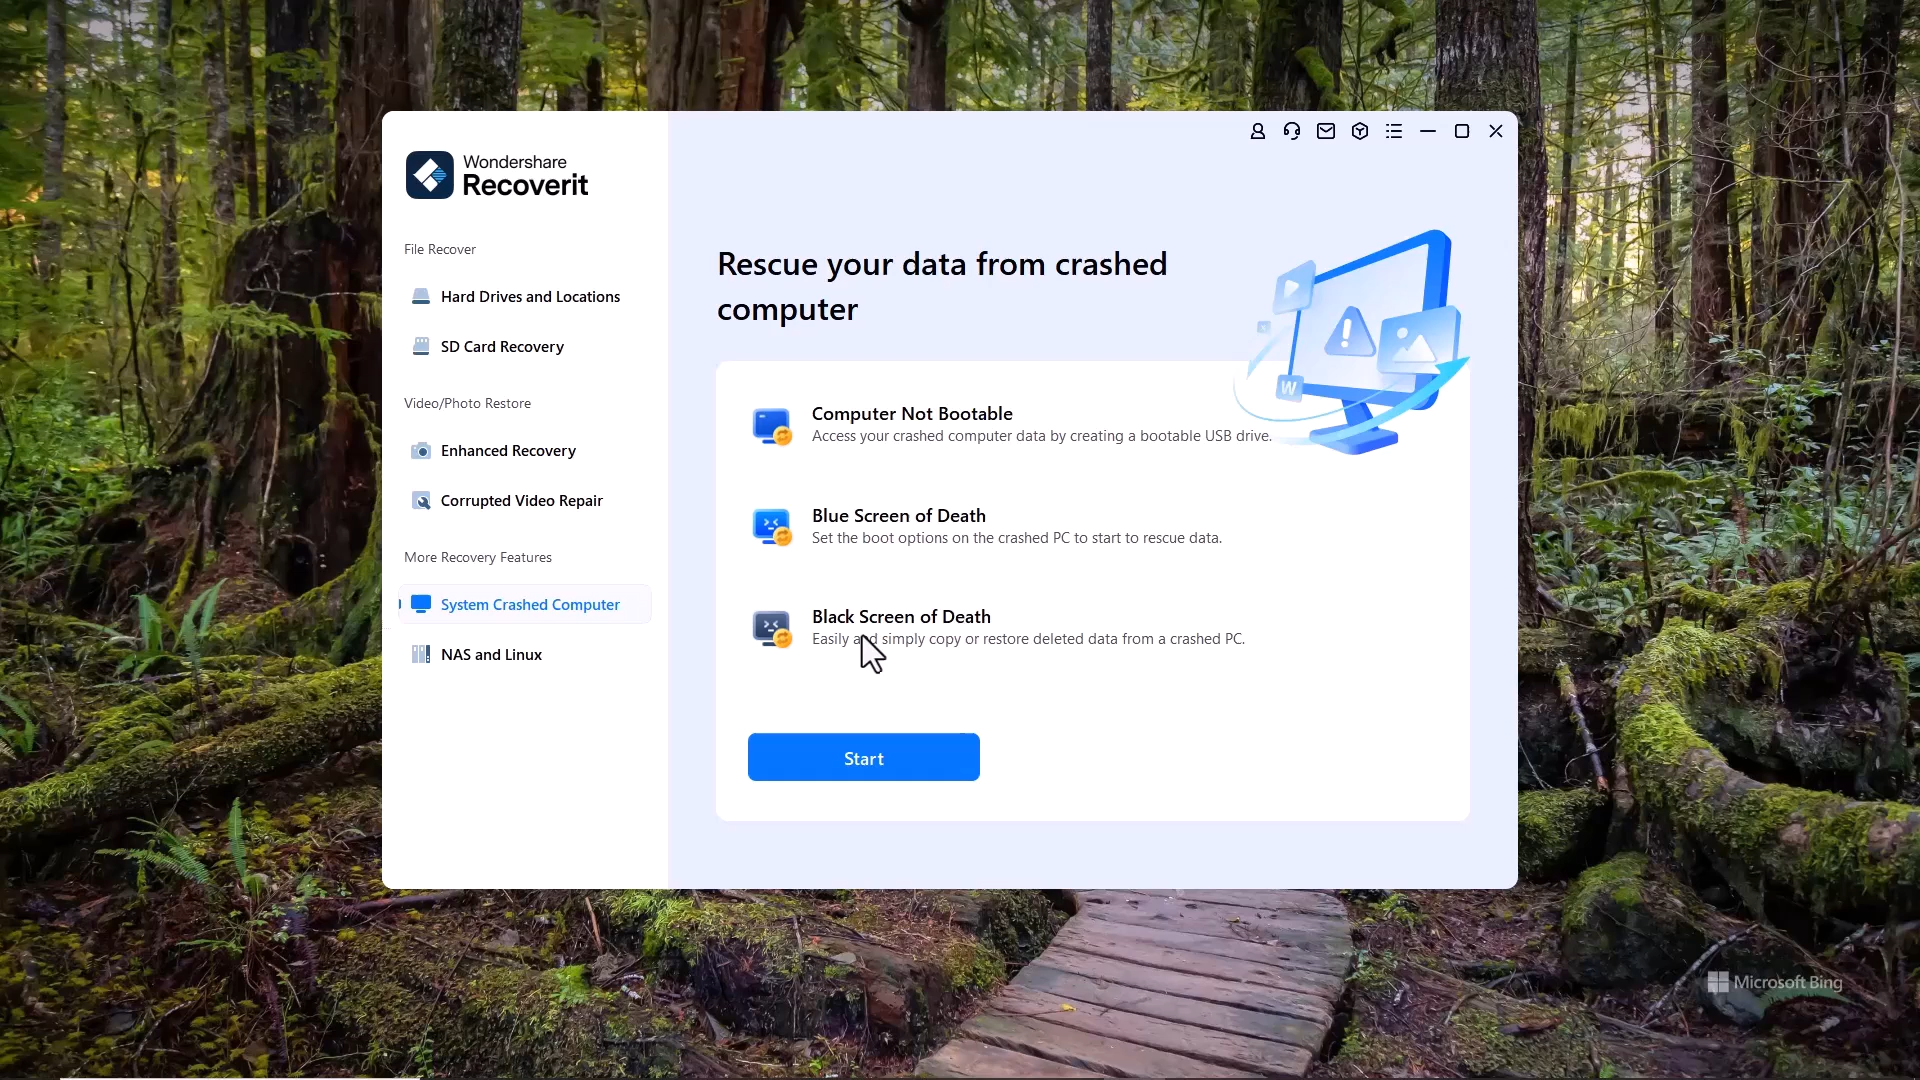 Wondershare
Recoverit
File Recover
Hard Drives and Locations
SD Card Recovery
Video/Photo Restore
Enhanced Recovery
Corrupted Video Repair
More Recovery Features
System Crashed Computer
NAS and Linux
Rescue your data from crashed
computer
W
Computer Not Bootable
Access your crashed computer data by creating a bootable USB drive.
Blue Screen of Death
Set the boot options on the crashed PC to start to rescue data.
Black Screen of Death
Easily and simply copy or restore deleted data from a crashed PC.
Start
Microsoft Bing